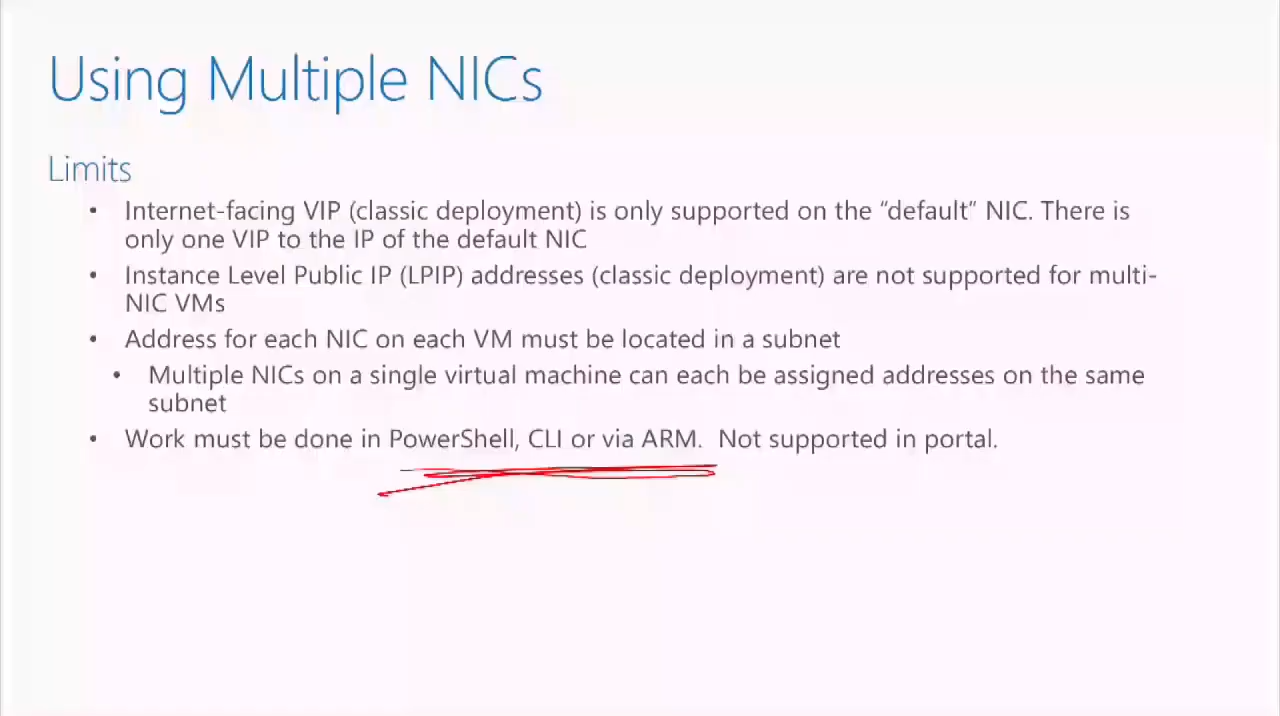 Using Multiple NICs
Limits
• Internet-facing VIP (classic deployment) is only supported on the “default” NIC. There is
only one VIP to the IP of the default NIC
• Instance Level Public IP (LPIP) addresses (classic deployment) are not supported for multi-
NIC VMs
• Address for each NIC on each VM must be located in a subnet
• Multiple NICs on a single virtual machine can each be assigned addresses on the same
subnet
• Work must be done in PowerShell, CLI or via ARM. Not supported in portal.